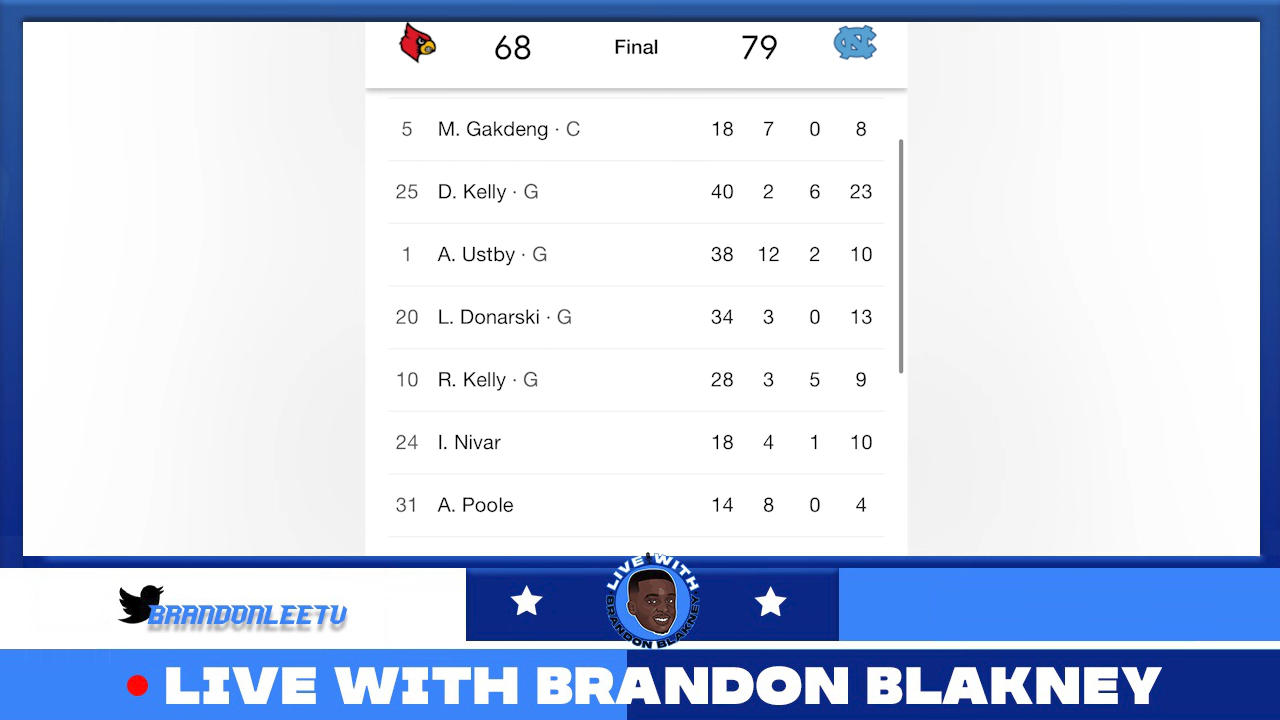 68 Final 79 NC
5 M. Gakdeng · C 18 7 0 8
25 D. Kelly · G 40 2 6 23
1 A. Ustby · G 38 12 2 10
20 L. Donarski · G 34 3 0 13
10 R. Kelly · G 28 3 5 9
24 I. Nivar 18 4 1 10
31 A. Poole 14 8 0 4
LIVE WITH
BRANDON BLAKNEY
BRANDONLEETV
LIVE WITH BRANDON BLAKNEY